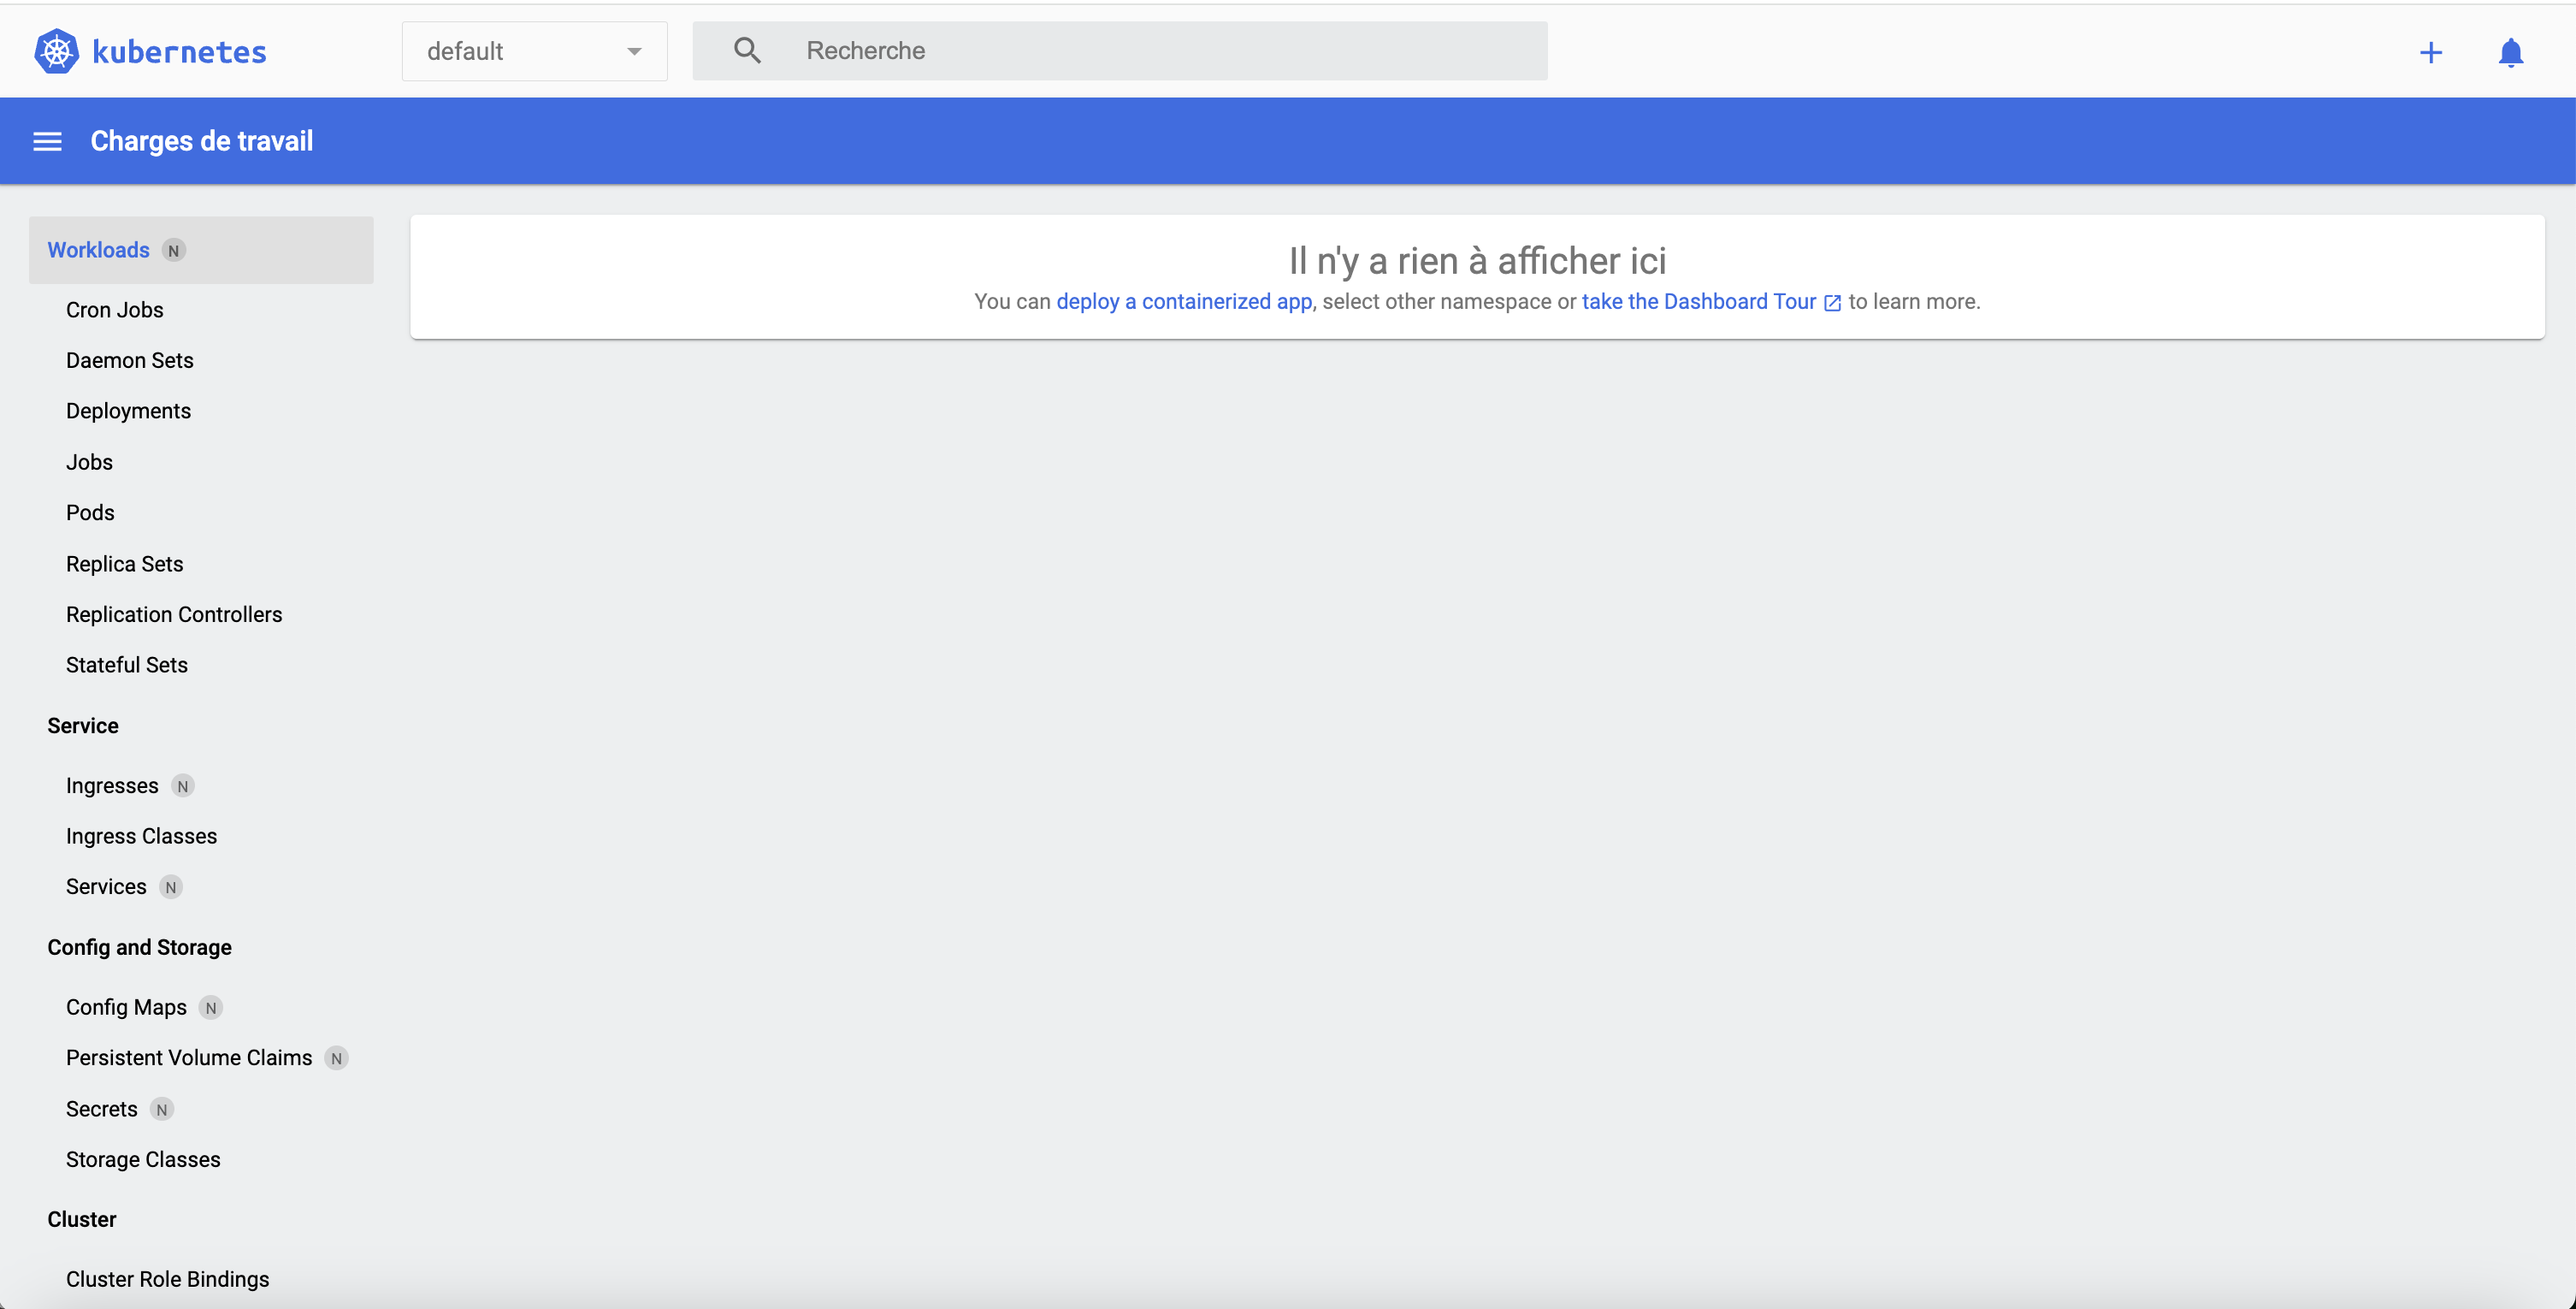 kubernetes
default
Recherche
Charges de travail
Workloads N
Cron Jobs
Daemon Sets
Deployments
Jobs
Pods
Replica Sets
Replication Controllers
Stateful Sets
Service
Ingresses N
Ingress Classes
Services N
Config and Storage
Config Maps N
Persistent Volume Claims N
Secrets N
Storage Classes
Cluster
Cluster Role Bindings
Il n'y a rien à afficher ici
You can deploy a containerized app, select other namespace or take the Dashboard Tour to learn more.